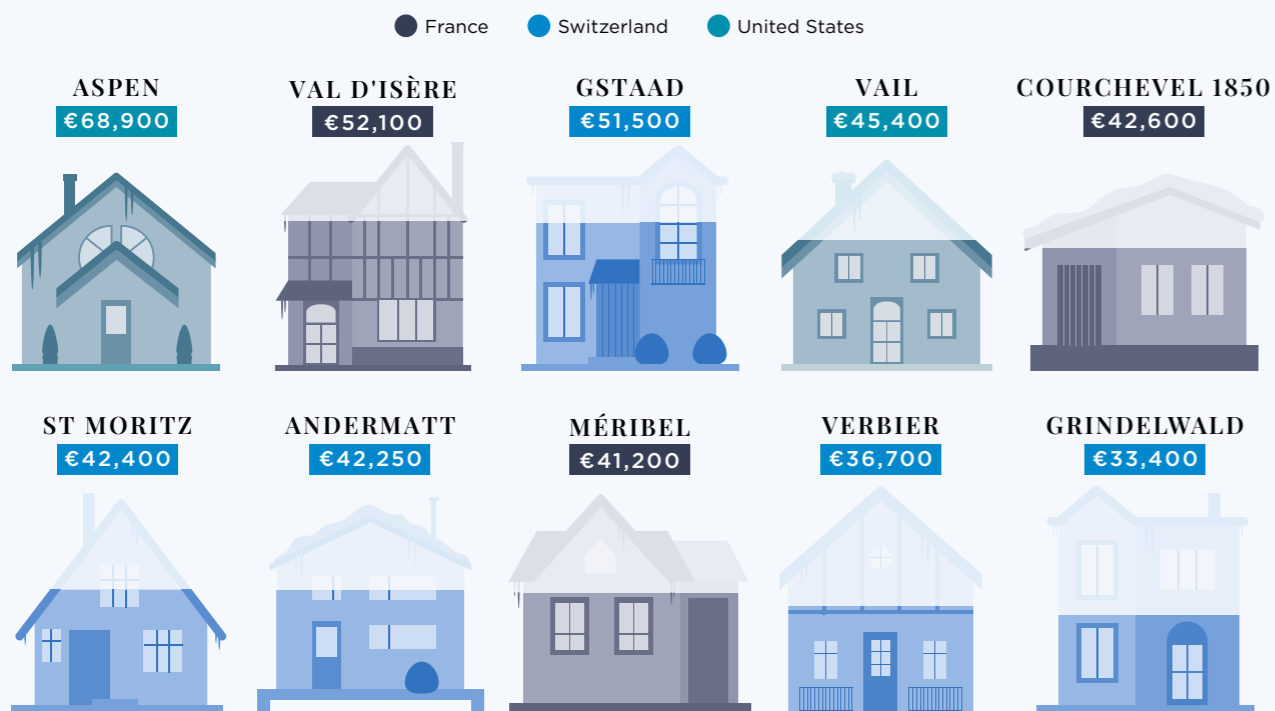 France Switzerland United States
ASPEN VAL D'ISÈRE GSTAAD VAIL COURCHEVEL 1850
€68,900 €52,100 €51,500 €45,400 €42,600
ST MORITZ ANDERMATT MÉRIBEL VERBIER GRINDELWALD
€42,400 €42,250 €41,200 €36,700 €33,400